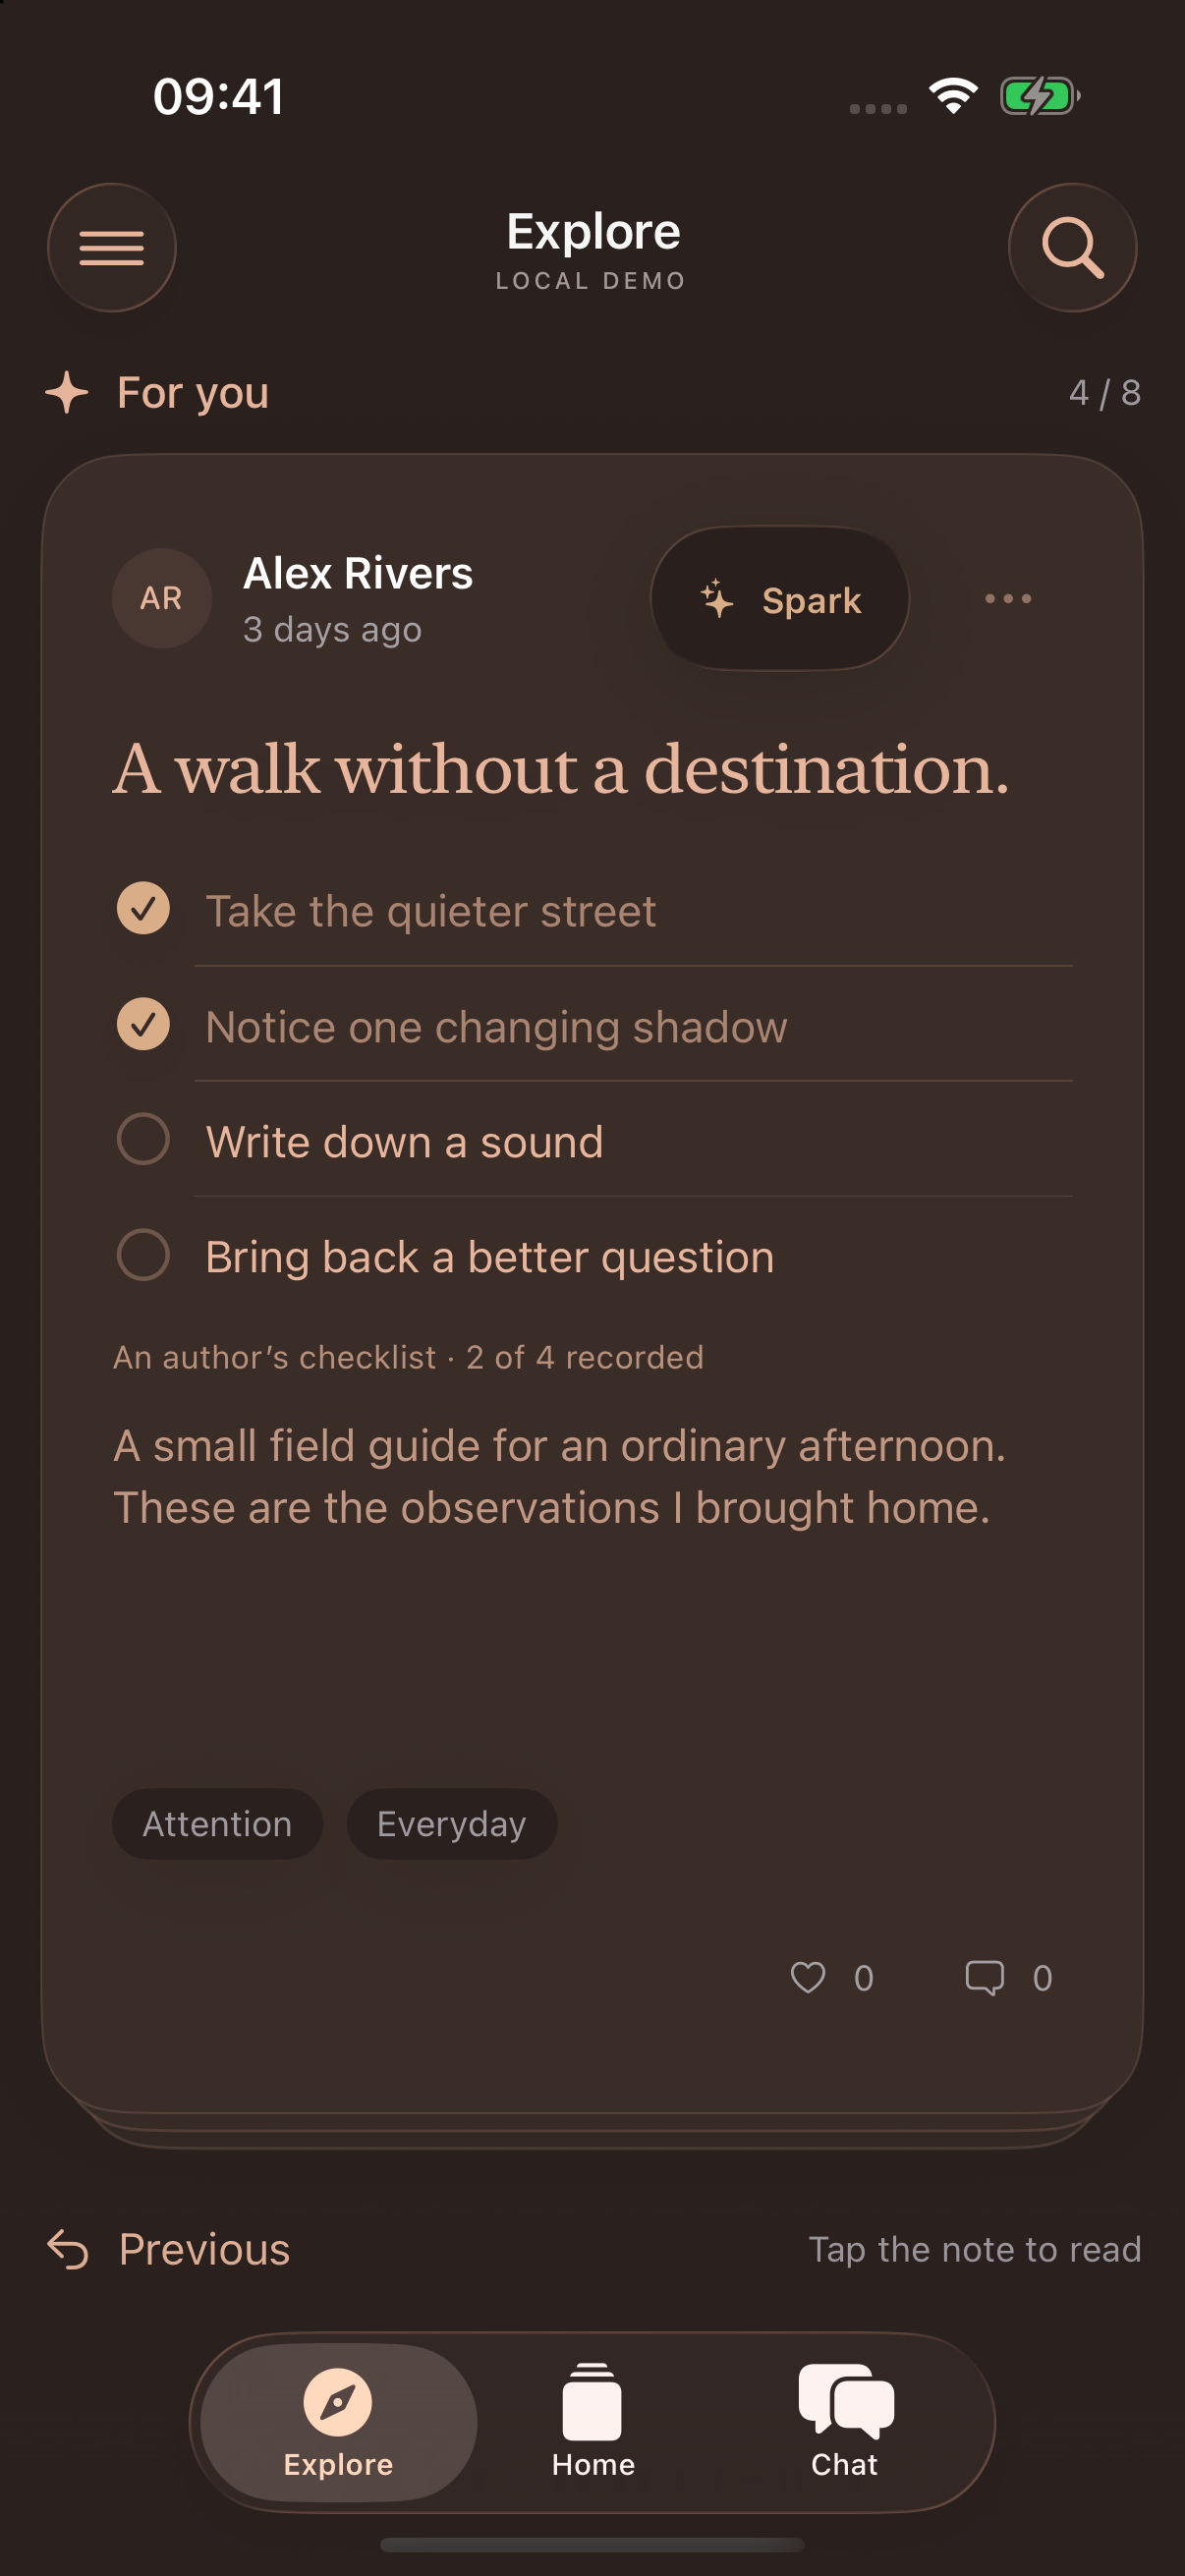 09:41
Explore
LOCAL DEMO
For you
4 / 8
AR
Alex Rivers
3 days ago
Spark
A walk without a destination.
Take the quieter street
Notice one changing shadow
Write down a sound
Bring back a better question
An author’s checklist · 2 of 4 recorded
A small field guide for an ordinary afternoon.
These are the observations I brought home.
Attention
Everyday
0
0
Previous
Tap the note to read
Explore
Home
Chat